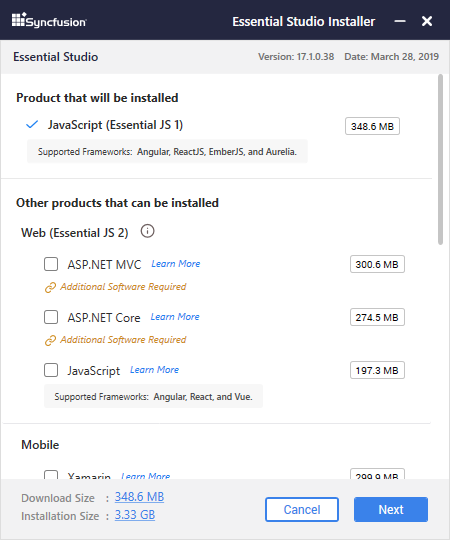 Syncfusion
Essential Studio Installer
Essential Studio
Version: 17.1.0.38 Date: March 28, 2019
Product that will be installed
JavaScript (Essential JS 1)
348.6 MB
Supported Frameworks: Angular, ReactJS, EmberJS, and Aurelia.
Other products that can be installed
Web (Essential JS 2)
ASP.NET MVC Learn More
300.6 MB
Additional Software Required
ASP.NET Core Learn More
274.5 MB
Additional Software Required
JavaScript Learn More
197.3 MB
Supported Frameworks: Angular, React, and Vue.
Mobile
Xamarin Learn More
299.9 MB
Download Size : 348.6 MB
Installation Size : 3.33 GB
Cancel
Next